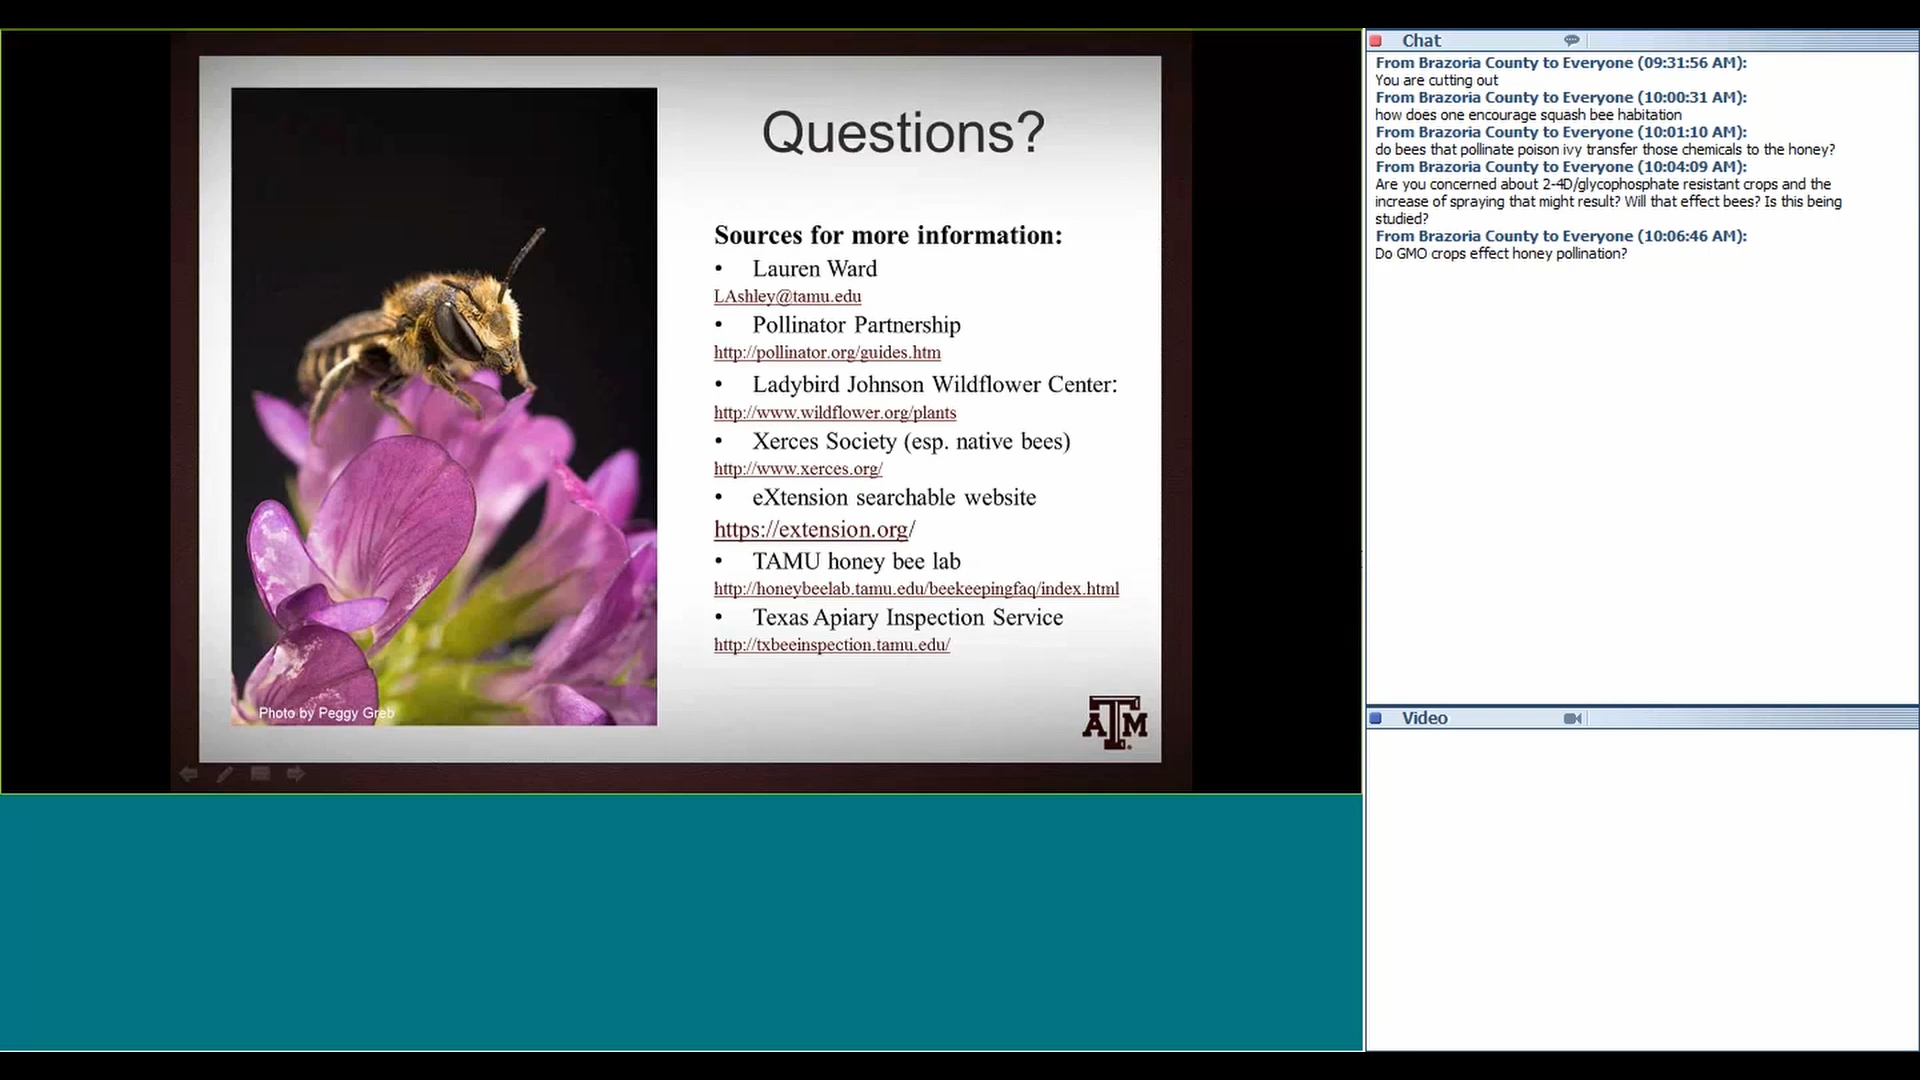 Questions?
Sources for more information:
• Lauren Ward
LAshley@tamu.edu
• Pollinator Partnership
http://pollinator.org/guides.htm
• Ladybird Johnson Wildflower Center:
http://www.wildflower.org/plants
• Xerces Society (esp. native bees)
http://www.xerces.org/
• eXtension searchable website
https://extension.org/
• TAMU honey bee lab
http://honeybeelab.tamu.edu/beekeepingfaq/index.html
• Texas Apiary Inspection Service
http://txbeeinspection.tamu.edu/
Photo by Peggy Greb
ATM
Chat
From Brazoria County to Everyone (09:31:56 AM):
You are cutting out
From Brazoria County to Everyone (10:00:31 AM):
how does one encourage squash bee habitation
From Brazoria County to Everyone (10:01:10 AM):
do bees that pollinate poison ivy transfer those chemicals to the honey?
From Brazoria County to Everyone (10:04:09 AM):
Are you concerned about 2-4D/glycophosphate resistant crops and the
increase of spraying that might result? Will that effect bees? Is this being
studied?
From Brazoria County to Everyone (10:06:46 AM):
Do GMO crops effect honey pollination?
Video